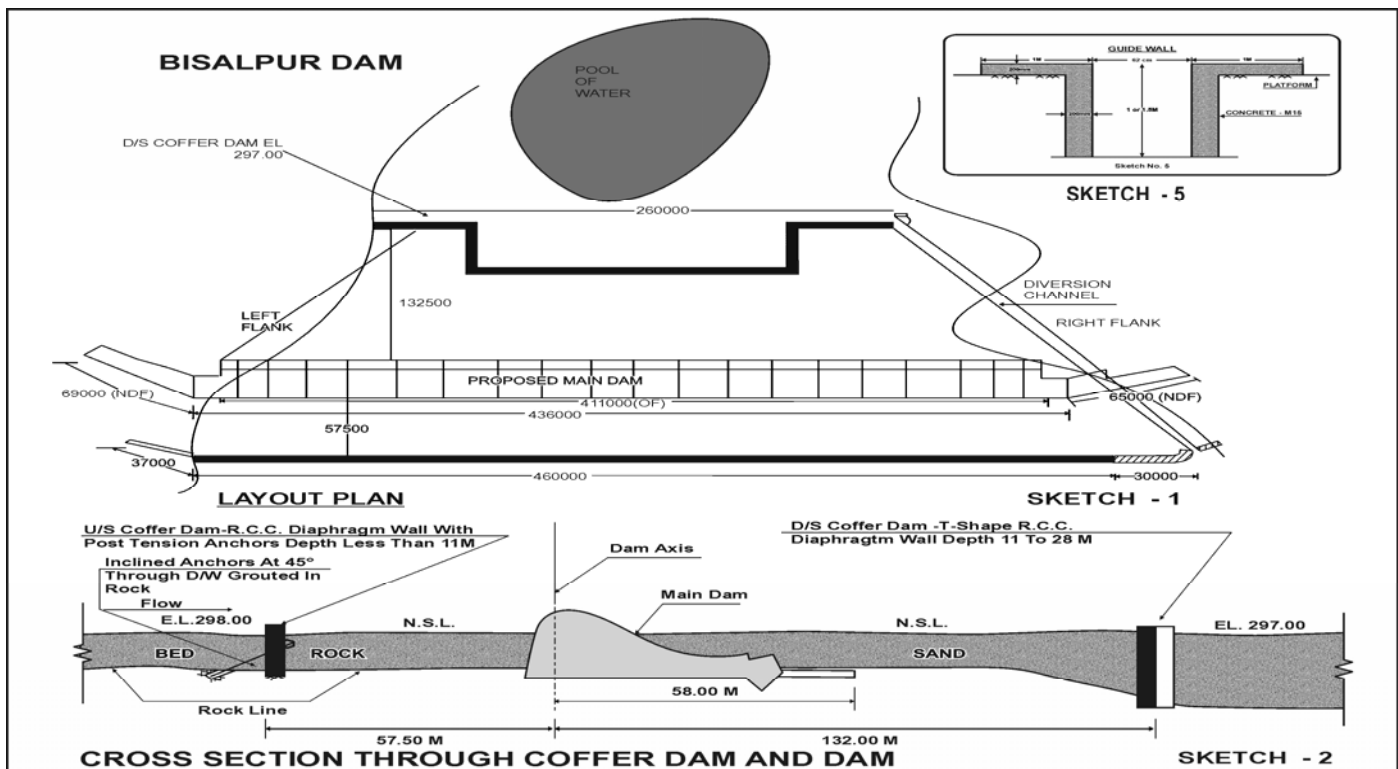 BISALPUR DAM
POOL
OF
WATER
D/S COFFER DAM EL
297.00
260000
132500
LEFT
FLANK
DIVERSION
CHANNEL
RIGHT FLANK
PROPOSED MAIN DAM
69000 (NDF)
411000(OF)
65000 (NDF)
436000
57500
37000
460000
30000
LAYOUT PLAN
SKETCH - 1
GUIDE WALL
1M
62 cm
1M
PLATFORM
1 or 1.5M
CONCRETE - M15
Sketch No. 5
SKETCH - 5
U/S Coffer Dam-R.C.C. Diaphragm Wall With
Post Tension Anchors Depth Less Than 11M
Inclined Anchors At 45°
Through D/W Grouted In
Rock
Flow
E.L.298.00
N.S.L.
Dam Axis
Main Dam
D/S Coffer Dam -T-Shape R.C.C.
Diaphragtm Wall Depth 11 To 28 M
N.S.L.
EL. 297.00
BED
ROCK
SAND
Rock Line
58.00 M
57.50 M
132.00 M
CROSS SECTION THROUGH COFFER DAM AND DAM
SKETCH - 2